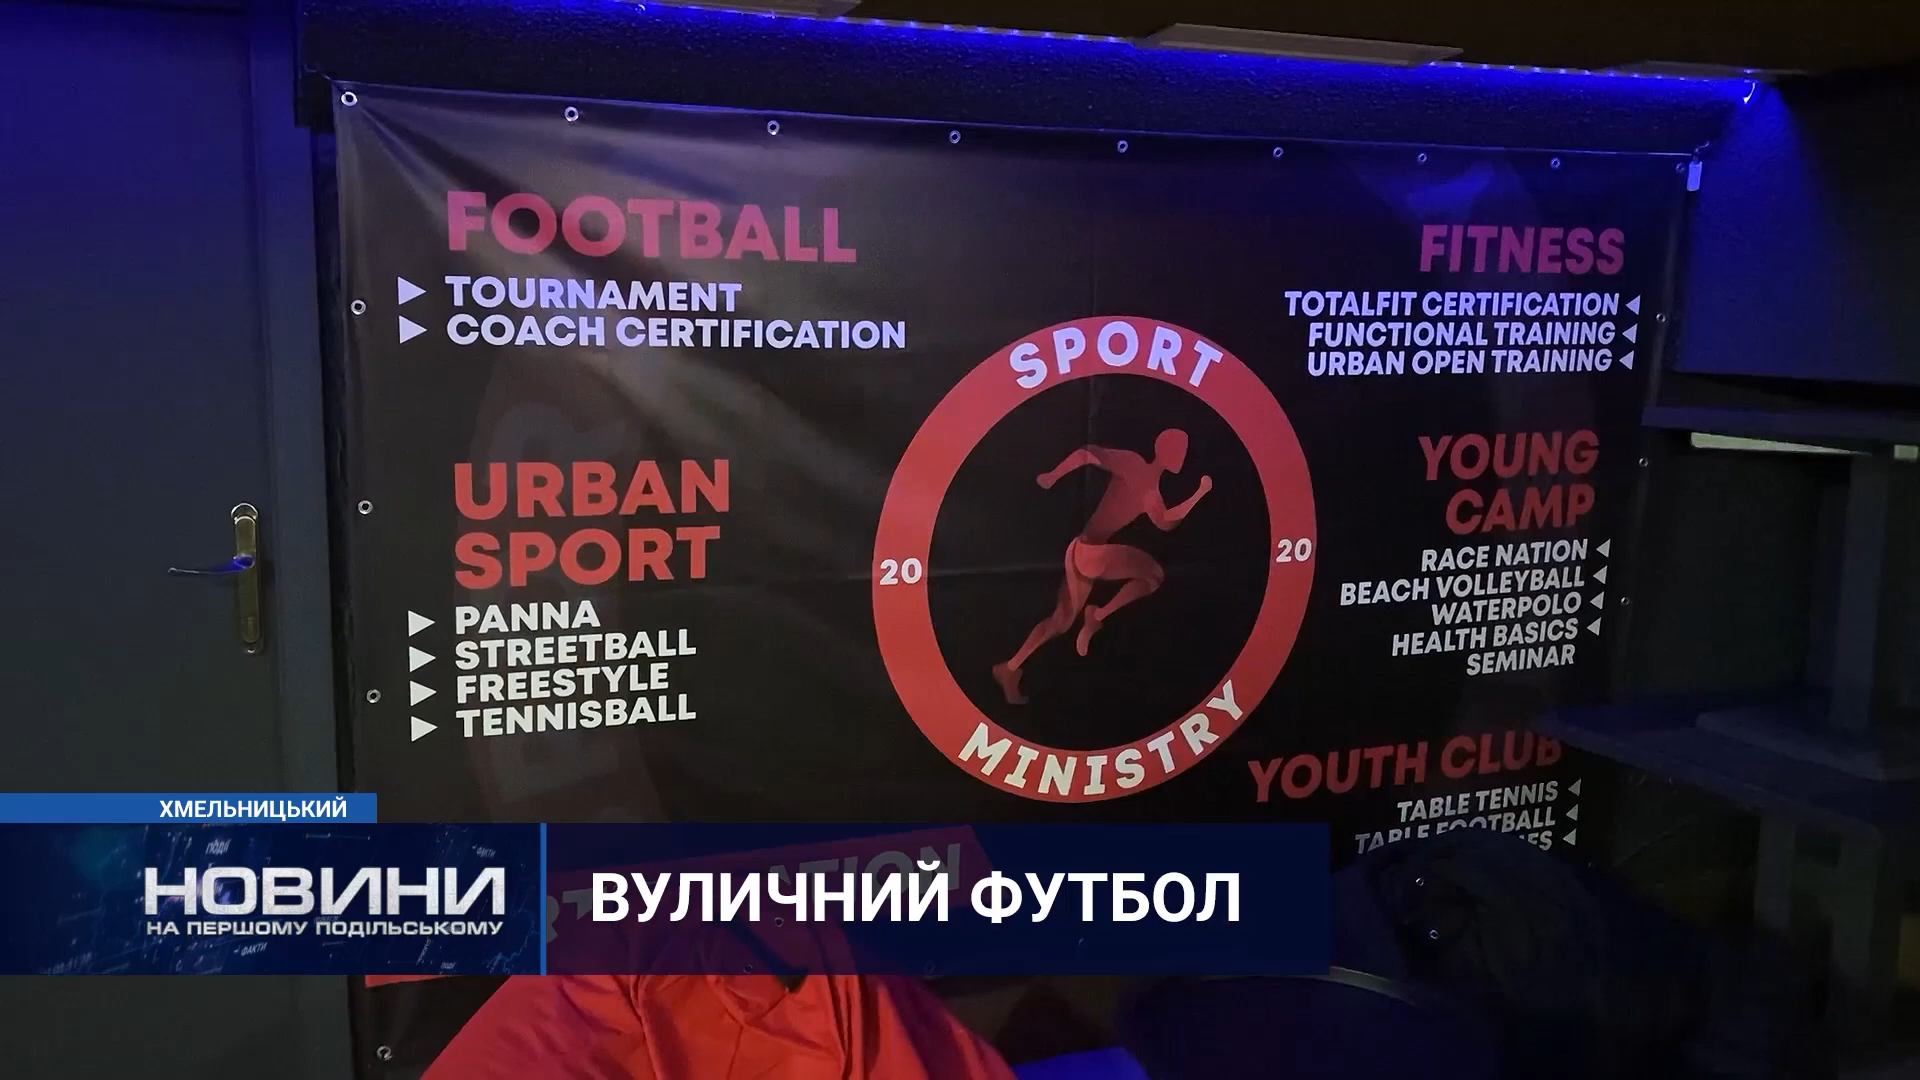 FOOTBALL
TOURNAMENT
COACH CERTIFICATION
URBAN
SPORT
PANNA
STREETBALL
FREESTYLE
TENNISBALL
SPORT
20
20
MINISTRY
FITNESS
TOTALFIT CERTIFICATION
FUNCTIONAL TRAINING
URBAN OPEN TRAINING
YOUNG
CAMP
RACE NATION
BEACH VOLLEYBALL
WATERPOLO
HEALTH BASICS
SEMINAR
YOUTH CLUB
TABLE TENNIS
TABLE FOOTBALL
ХМЕЛЬНИЦЬКИЙ
НОВИНИ
НА ПЕРШОМУ ПОДІЛЬСЬКОМУ
ВУЛИЧНИЙ ФУТБОЛ